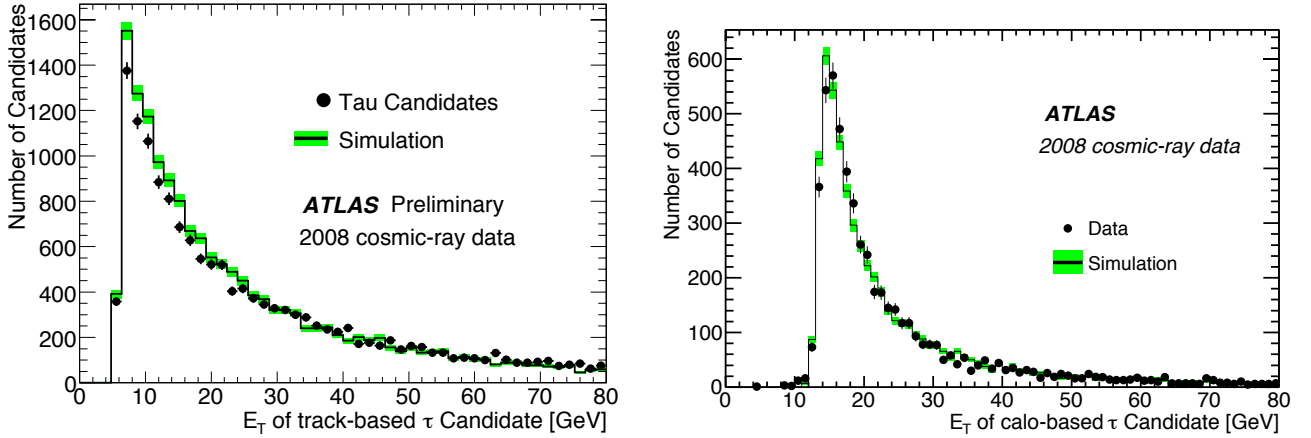 Number of Candidates
1600
1400
1200
1000
800
600
400
200
0
Tau Candidates
Simulation
ATLAS Preliminary
2008 cosmic-ray data
0 10 20 30 40 50 60 70 80
E_T of track-based τ Candidate [GeV]
Number of Candidates
600
500
400
300
200
100
0
ATLAS
2008 cosmic-ray data
Data
Simulation
0 10 20 30 40 50 60 70 80
E_T of calo-based τ Candidate [GeV]